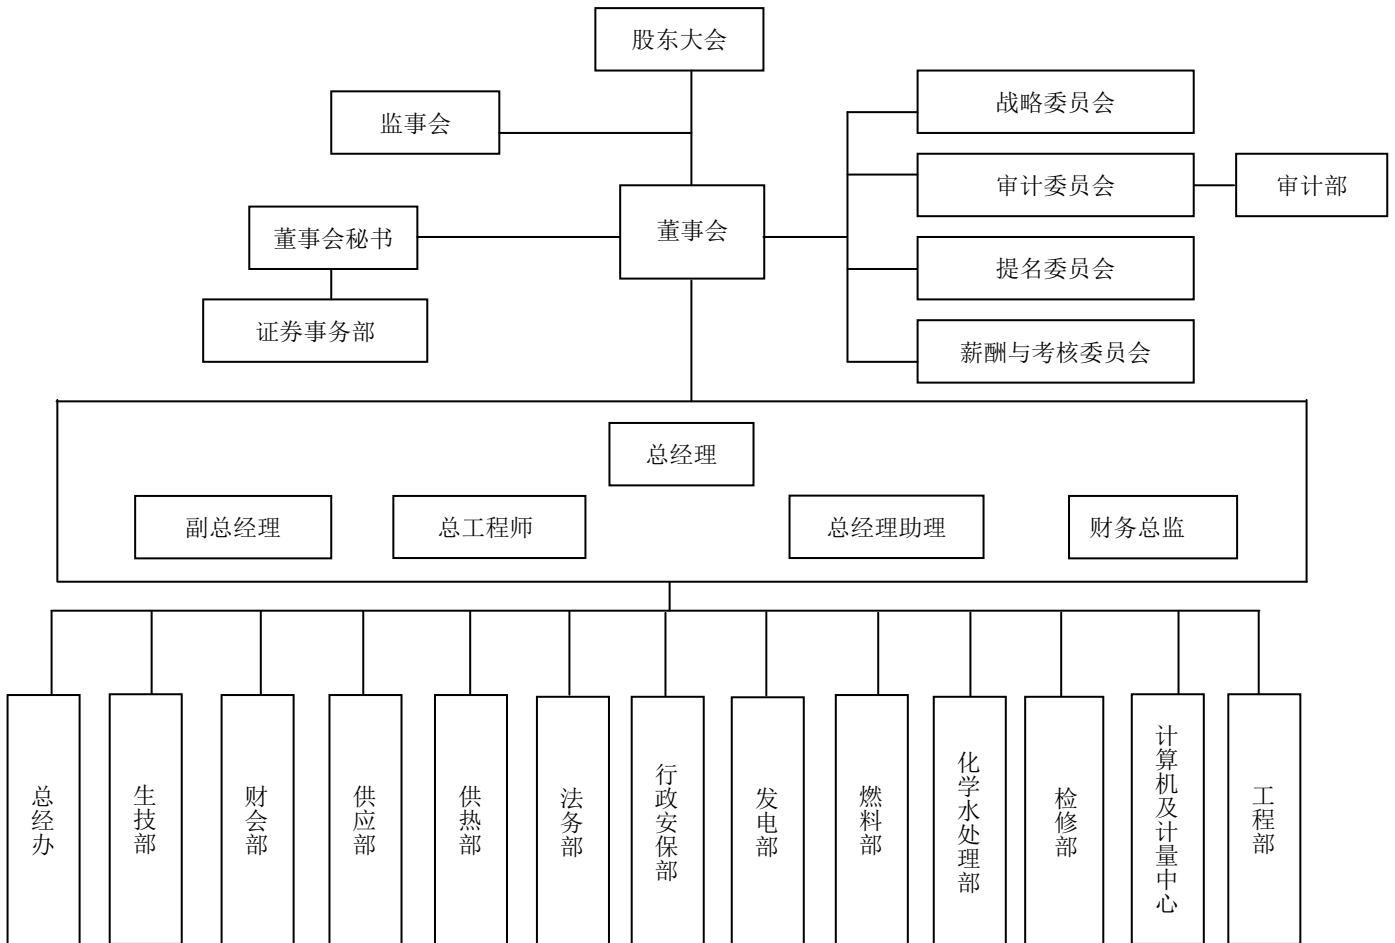 股东大会
监事会
战略委员会
审计委员会
审计部
董事会
董事会秘书
提名委员会
证券事务部
薪酬与考核委员会
总经理
副总经理
总工程师
总经理助理
财务总监
总经办
生技部
财会部
供应部
供热部
法务部
行政安保部
发电部
燃料部
化学水处理部
检修部
计算机及计量中心
工程部